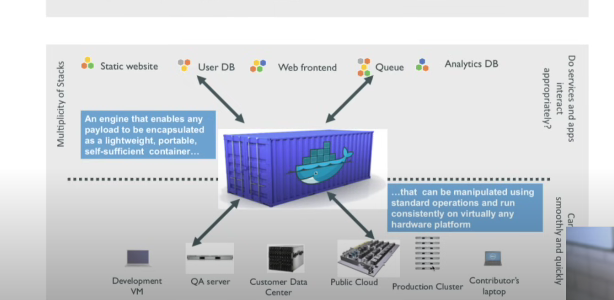 Multiplicity of Stacks
Static website
User DB
Web frontend
Queue
Analytics DB
Do services and apps
interact
appropriately?
An engine that enables any
payload to be encapsulated
as a lightweight, portable,
self-sufficient container…
…that can be manipulated using
standard operations and run
consistently on virtually any
hardware platform
smoothly and quickly
Development
VM
QA server
Customer Data
Center
Public Cloud
Production Cluster
Contributor's
laptop